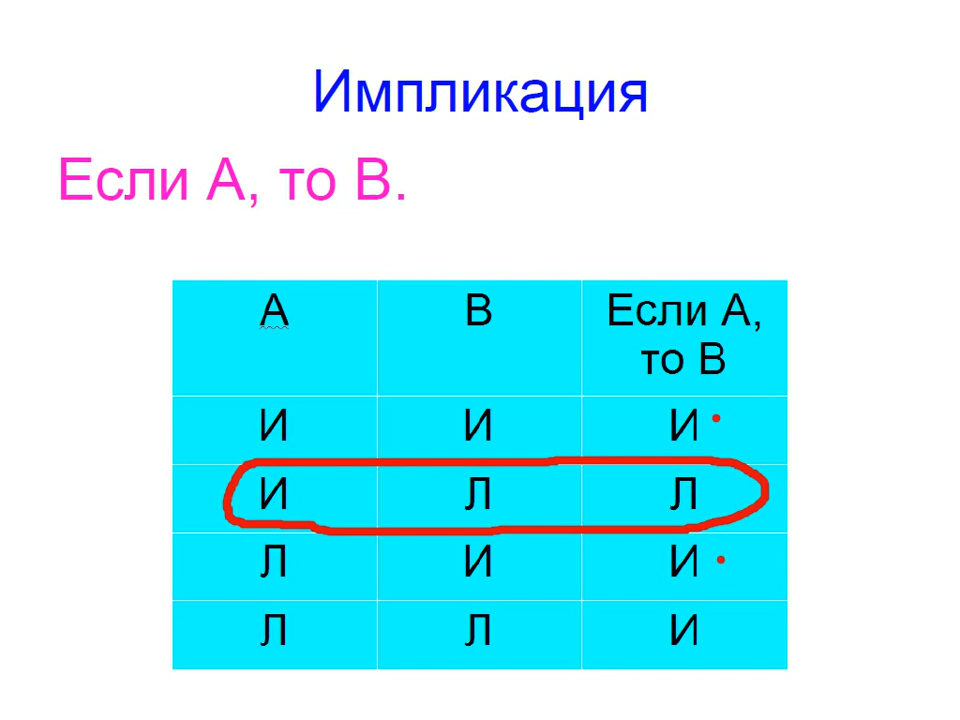 Импликация
Если А, то В.
А В Если А,
то В
И И И
И Л Л
Л И И
Л Л И